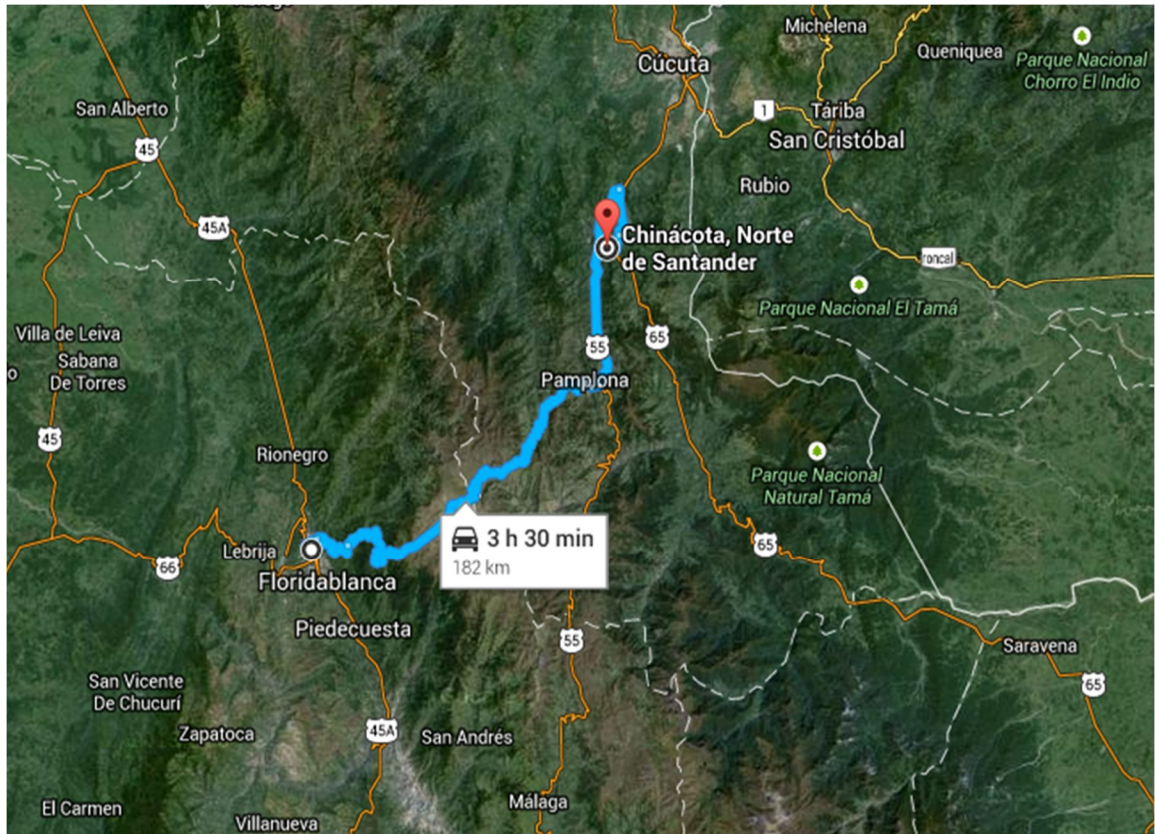 Michelena
Queniquea
Parque Nacional
Chorro El Indio
Cúcuta
San Alberto
1
Táriba
San Cristóbal
45
Rubio
45A
Chinácota, Norte
de Santander
roncal
Parque Nacional El Tamá
Villa de Leiva
Sabana
De Torres
o
55
65
Pamplona
45
Rionegro
Parque Nacional
Natural Tamá
3 h 30 min
182 km
65
Lebrija
66
Floridablanca
Piedecuesta
55
Saravena
65
San Vicente
De Chucurí
Zapatoca
45A
San Andrés
El Carmen
Málaga
Villanueva